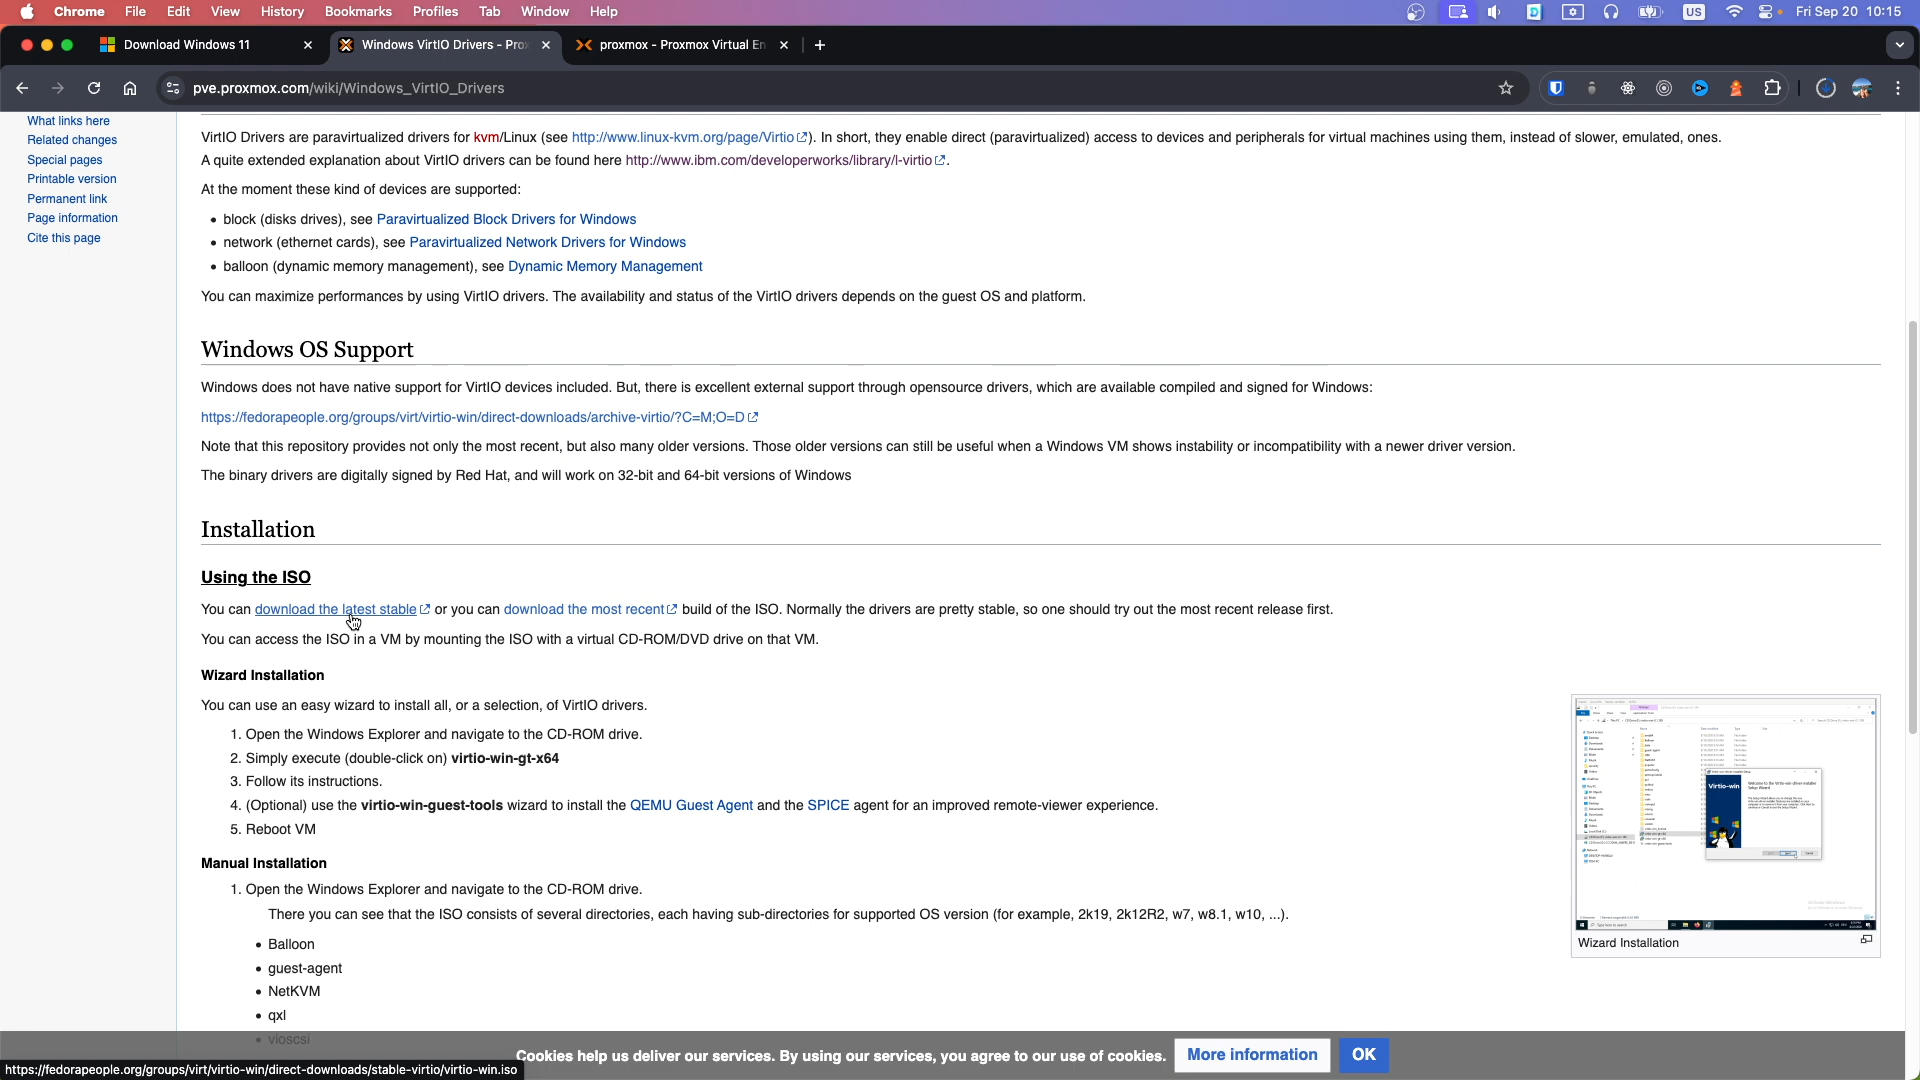 Chrome File Edit View History Bookmarks Profiles Tab Window Help US Fri Sep 20 10:15
Download Windows 11 Windows VirtIO Drivers - Pro proxmox - Proxmox Virtual En
pve.proxmox.com/wiki/Windows_VirtIO_Drivers
What links here
Related changes
Special pages
Printable version
Permanent link
Page information
Cite this page
VirtIO Drivers are paravirtualized drivers for kvm/Linux (see http://www.linux-kvm.org/page/Virtio). In short, they enable direct (paravirtualized) access to devices and peripherals for virtual machines using them, instead of slower, emulated, ones.
A quite extended explanation about VirtIO drivers can be found here http://www.ibm.com/developerworks/library/l-virtio.
At the moment these kind of devices are supported:
• block (disks drives), see Paravirtualized Block Drivers for Windows
• network (ethernet cards), see Paravirtualized Network Drivers for Windows
• balloon (dynamic memory management), see Dynamic Memory Management
You can maximize performances by using VirtIO drivers. The availability and status of the VirtIO drivers depends on the guest OS and platform.
Windows OS Support
Windows does not have native support for VirtIO devices included. But, there is excellent external support through opensource drivers, which are available compiled and signed for Windows:
https://fedorapeople.org/groups/virt/virtio-win/direct-downloads/archive-virtio/?C=M;O=D
Note that this repository provides not only the most recent, but also many older versions. Those older versions can still be useful when a Windows VM shows instability or incompatibility with a newer driver version.
The binary drivers are digitally signed by Red Hat, and will work on 32-bit and 64-bit versions of Windows
Installation
Using the ISO
You can download the latest stable or you can download the most recent build of the ISO. Normally the drivers are pretty stable, so one should try out the most recent release first.
You can access the ISO in a VM by mounting the ISO with a virtual CD-ROM/DVD drive on that VM.
Wizard Installation
You can use an easy wizard to install all, or a selection, of VirtIO drivers.
1. Open the Windows Explorer and navigate to the CD-ROM drive.
2. Simply execute (double-click on) virtio-win-gt-x64
3. Follow its instructions.
4. (Optional) use the virtio-win-guest-tools wizard to install the QEMU Guest Agent and the SPICE agent for an improved remote-viewer experience.
5. Reboot VM
Virtio-win
Wizard Installation
Manual Installation
1. Open the Windows Explorer and navigate to the CD-ROM drive.
There you can see that the ISO consists of several directories, each having sub-directories for supported OS version (for example, 2k19, 2k12R2, w7, w8.1, w10, ...).
• Balloon
• guest-agent
• NetKVM
• qxl
• vioscsi
Cookies help us deliver our services. By using our services, you agree to our use of cookies. More information OK
https://fedorapeople.org/groups/virt/virtio-win/direct-downloads/stable-virtio/virtio-win.iso